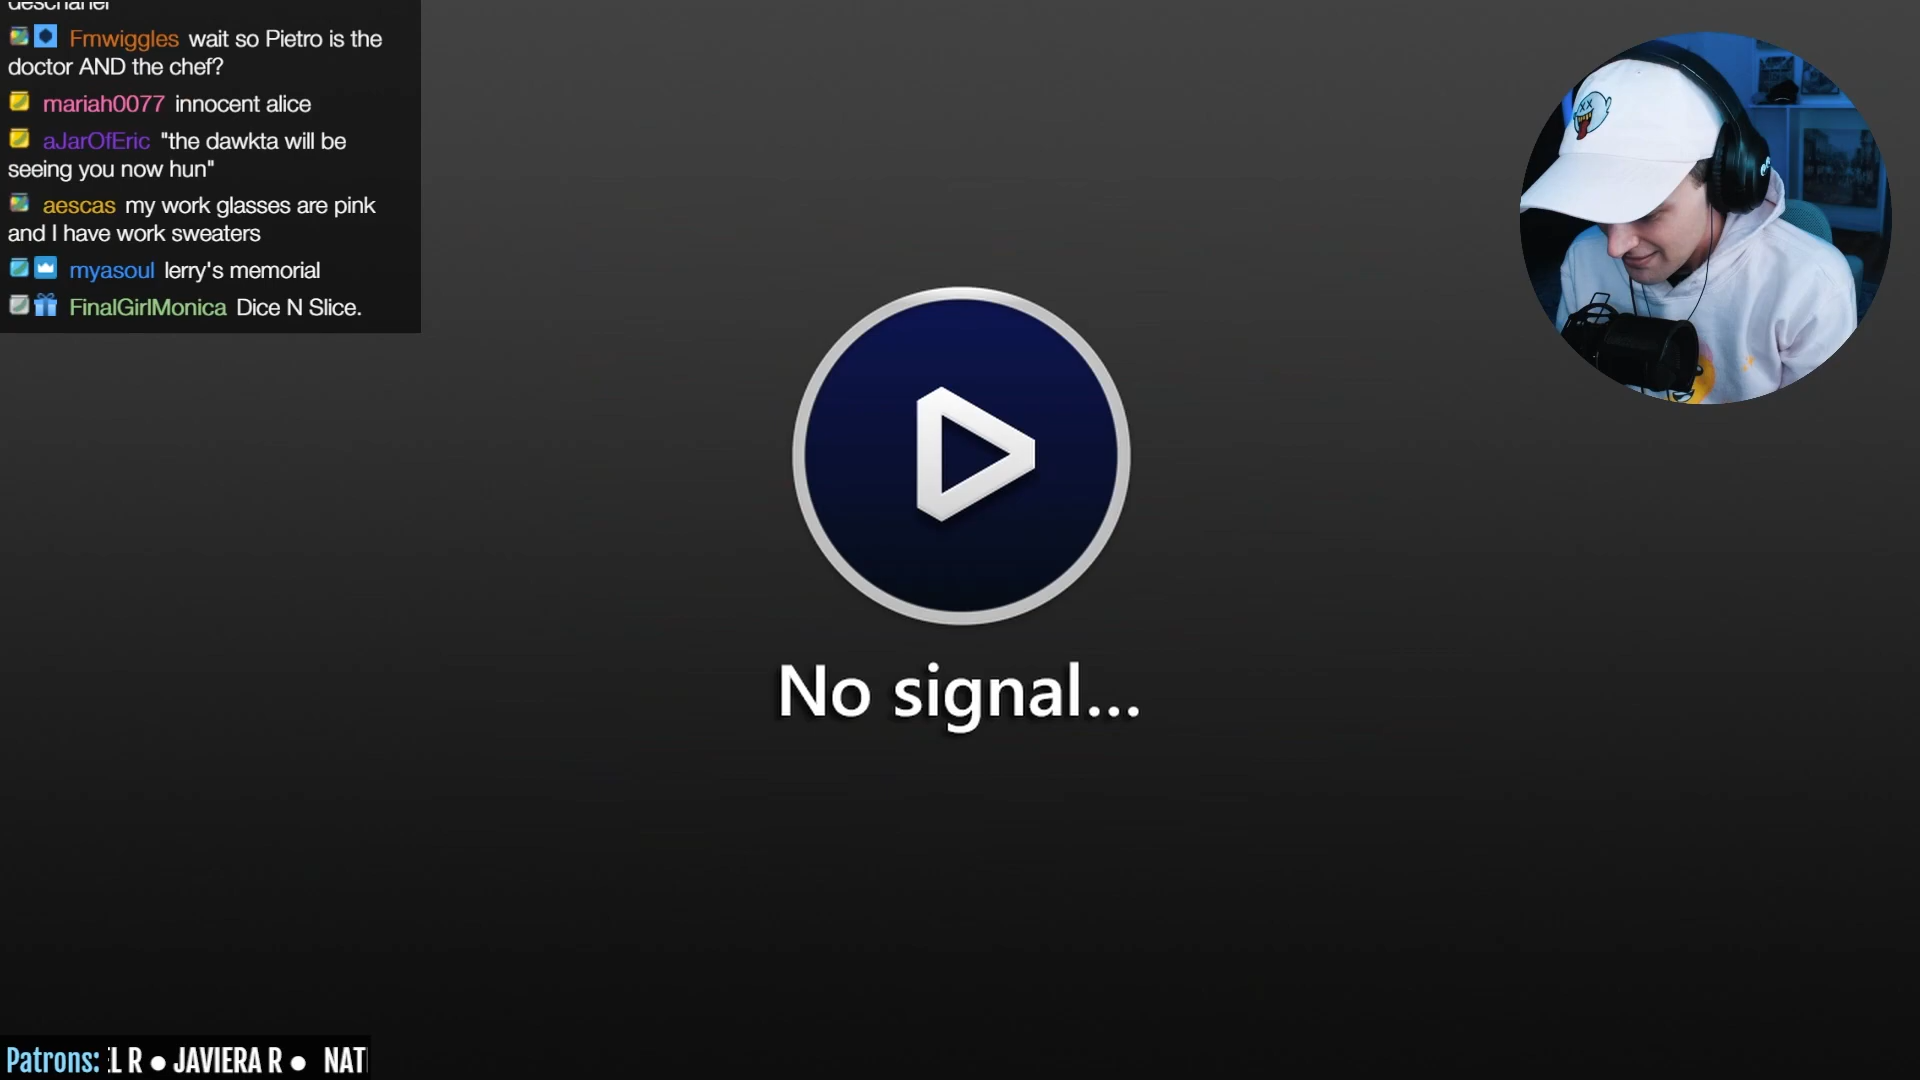 Fmwiggles wait so Pietro is the
doctor AND the chef?
mariah0077 innocent alice
aJarOfEric "the dawkta will be
seeing you now hun"
aescas my work glasses are pink
and I have work sweaters
myasoul lerry's memorial
FinalGirlMonica Dice N Slice.
No signal...
Patrons: L R ● JAVIERA R ● NAT